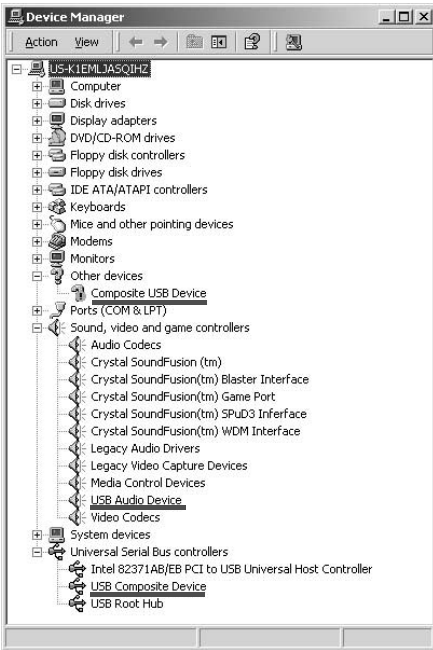 Device Manager
Action View
US-K1EMLJASQIHZ
Computer
Disk drives
Display adapters
DVD/CD-ROM drives
Floppy disk controllers
Floppy disk drives
IDE ATA/ATAPI controllers
Keyboards
Mice and other pointing devices
Modems
Monitors
Other devices
Composite USB Device
Ports (COM & LPT)
Sound, video and game controllers
Audio Codecs
Crystal SoundFusion (tm)
Crystal SoundFusion(tm) Blaster Interface
Crystal SoundFusion(tm) Game Port
Crystal SoundFusion(tm) SPuD3 Inferface
Crystal SoundFusion(tm) WDM Interface
Legacy Audio Drivers
Legacy Video Capture Devices
Media Control Devices
USB Audio Device
Video Codecs
System devices
Universal Serial Bus controllers
Intel 82371AB/EB PCI to USB Universal Host Controller
USB Composite Device
USB Root Hub